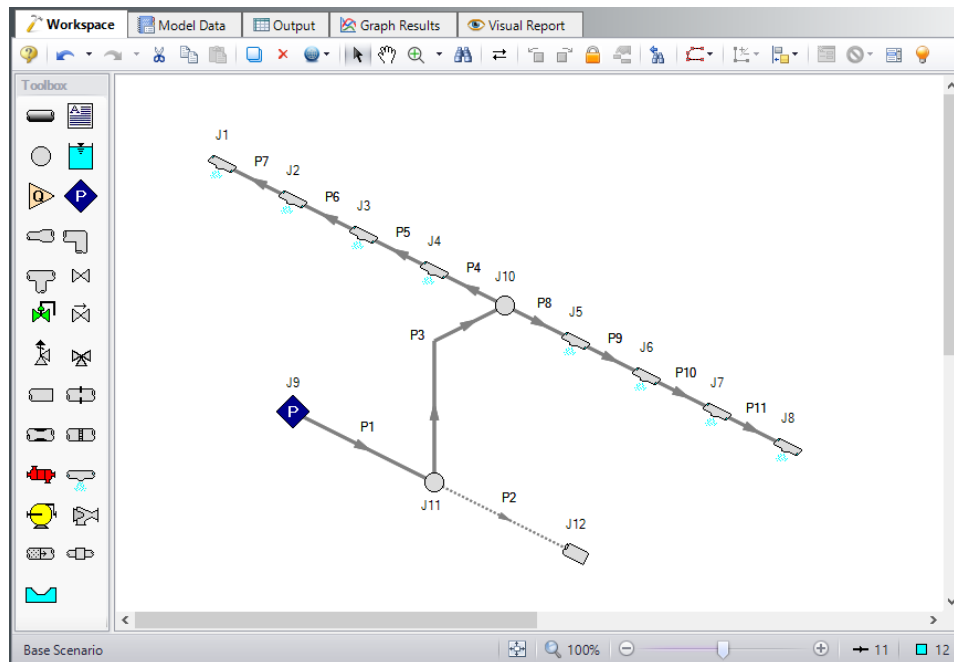 Workspace Model Data Output Graph Results Visual Report
Toolbox
A
Q P
J1
P7
J2
P6
J3
P5
J4
P4
J10
P8
J5
P9
J6
P10
J7
P11
J8
P3
J9
P
P1
J11
P2
J12
Base Scenario 100% 11 12